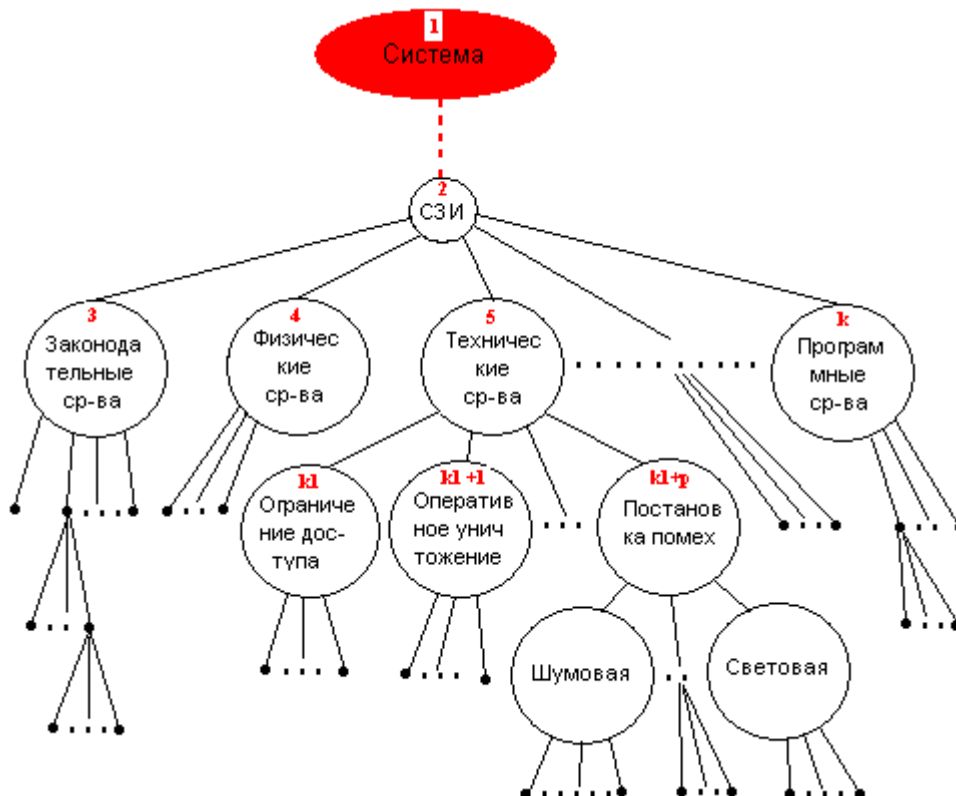 1
Система
2
СЗИ
3
Законода
тельные
ср-ва
4
Физичес
кие
ср-ва
5
Техничес
кие
ср-ва
k
Програм
мные
ср-ва
k1
Ограниче
ние дос-
тупа
k1 +1
Оператив
ное унич
тожение
k1+p
Постанов
ка помех
Шумовая
Световая